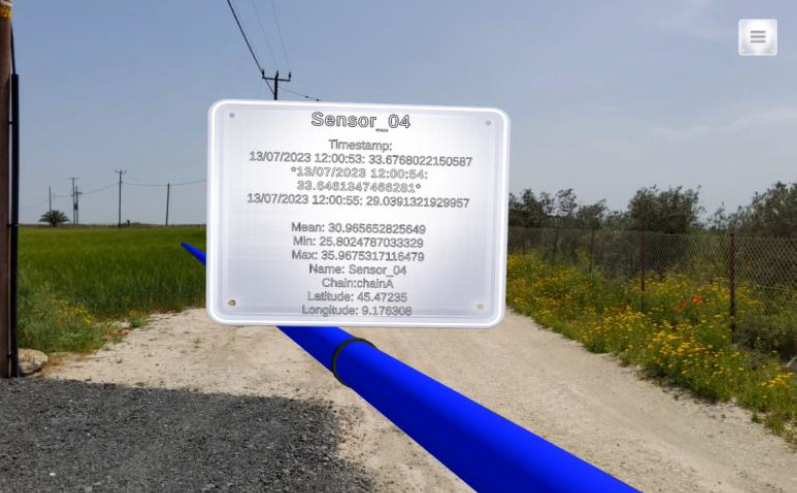 Sensor_04
Timestamp:
13/07/2023 12:00:53: 33.6768022150587
*13/07/2023 12:00:54:
33.6461347466281*
13/07/2023 12:00:55: 29.0391321929957
Mean: 30.965652825649
Min: 25.8024787033329
Max: 35.9675317116479
Name: Sensor_04
Chain:chainA
Latitude: 45.47235
Longitude: 9.176308